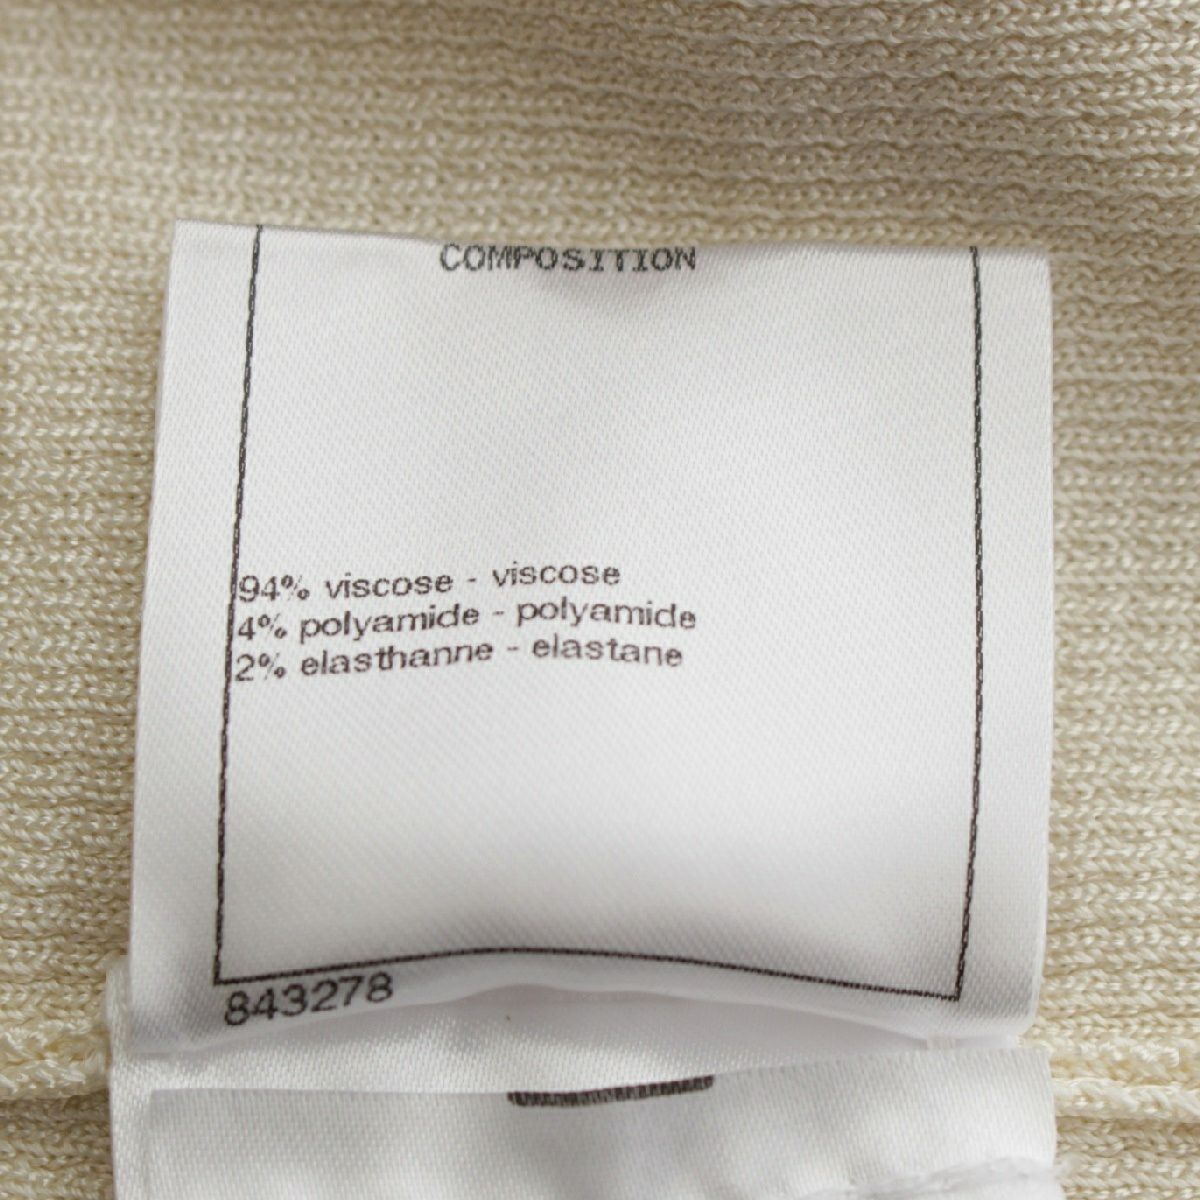 COMPOSITION
94% viscose - viscose
4% polyamide - polyamide
2% elasthanne - elastane
843278